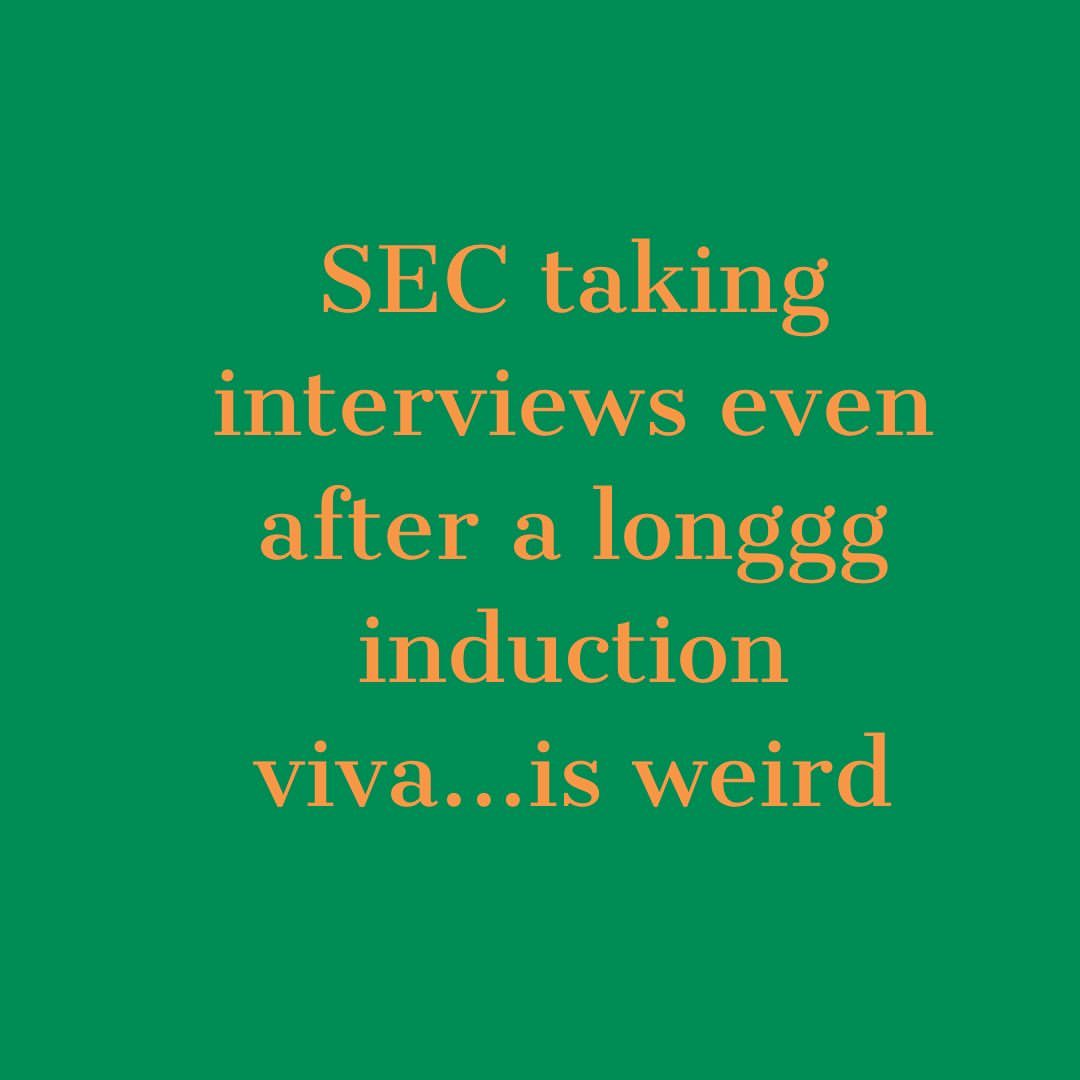 SEC taking
interviews even
after a longgg
induction
viva...is weird